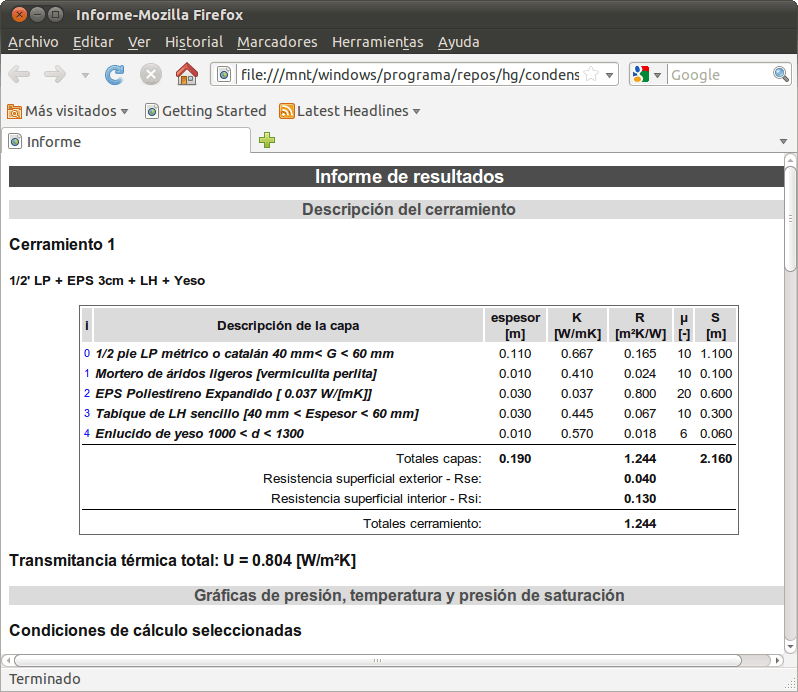 Informe-Mozilla Firefox
Archivo Editar Ver Historial Marcadores Herramientas Ayuda
file:///mnt/windows/programa/repos/hg/condens Google
Más visitados Getting Started Latest Headlines
Informe
Informe de resultados
Descripción del cerramiento
Cerramiento 1
1/2' LP + EPS 3cm + LH + Yeso
i Descripción de la capa espesor [m] K [W/mK] R [m²K/W] µ [-] S [m]
0 1/2 pie LP métrico o catalán 40 mm< G < 60 mm 0.110 0.667 0.165 10 1.100
1 Mortero de áridos ligeros [vermiculita perlita] 0.010 0.410 0.024 10 0.100
2 EPS Poliestireno Expandido [ 0.037 W/[mK]] 0.030 0.037 0.800 20 0.600
3 Tabique de LH sencillo [40 mm < Espesor < 60 mm] 0.030 0.445 0.067 10 0.300
4 Enlucido de yeso 1000 < d < 1300 0.010 0.570 0.018 6 0.060
Totales capas: 0.190 1.244 2.160
Resistencia superficial exterior - Rse: 0.040
Resistencia superficial interior - Rsi: 0.130
Totales cerramiento: 1.244
Transmitancia térmica total: U = 0.804 [W/m²K]
Gráficas de presión, temperatura y presión de saturación
Condiciones de cálculo seleccionadas
Terminado